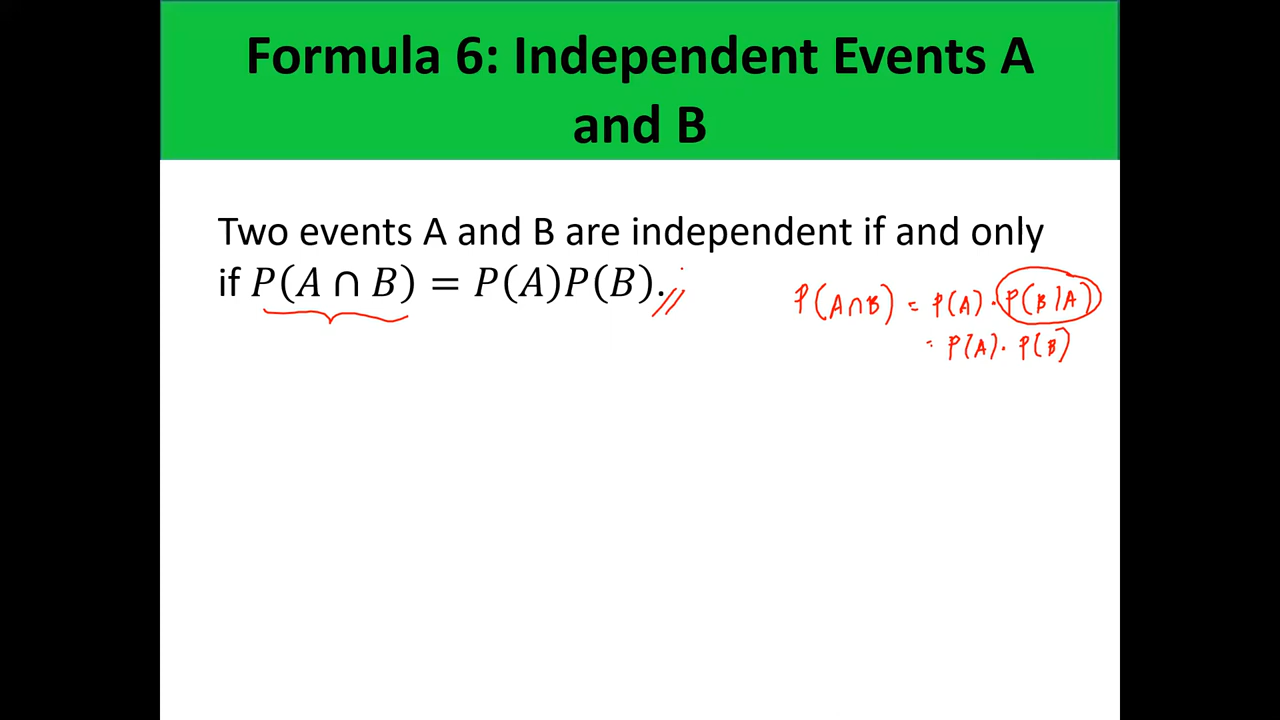 Formula 6: Independent Events A
and B
Two events A and B are independent if and only
if P(A ∩ B) = P(A)P(B).
P(A∩B) = P(A) · P(B|A)
= P(A) · P(B)